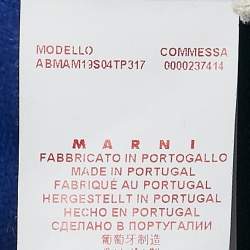 MODELLO COMMESSA
ABMAM19S04TP317 0000237414
MARNI
FABBRICATO IN PORTOGALLO
MADE IN PORTUGAL
FABRIQUÉ AU PORTUGAL
HERGESTELLT IN PORTUGAL
HECHO EN PORTUGAL
СДЕЛАНО В ПОРТУГАЛИИ
葡萄牙制造